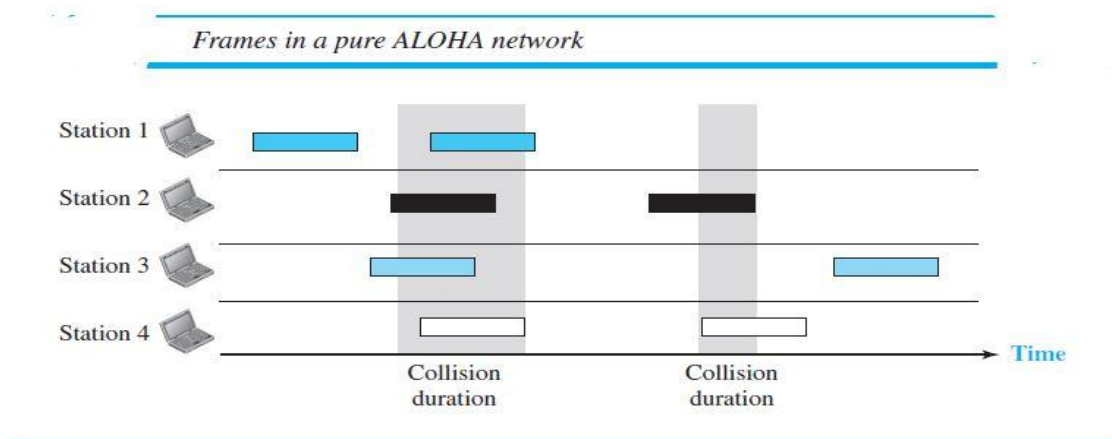 Frames in a pure ALOHA network
Station 1
Station 2
Station 3
Station 4
Time
Collision
duration
Collision
duration